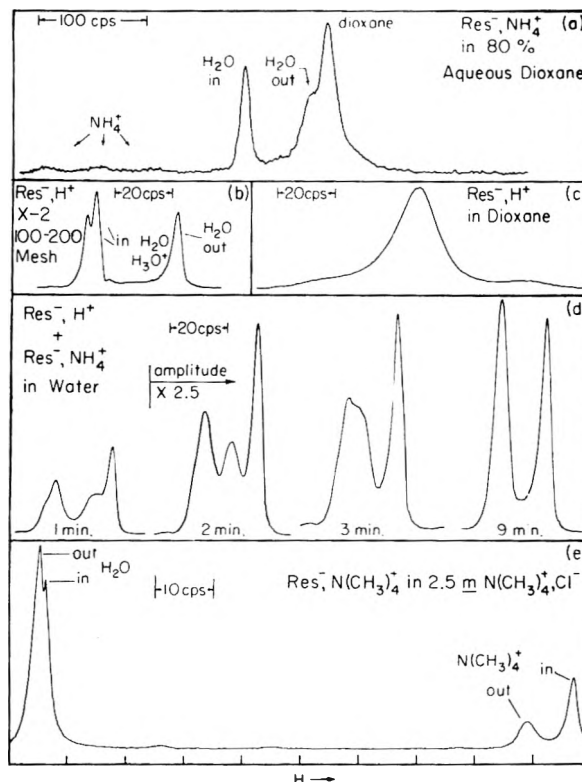 ⊢100 cps⊣
dioxane
(a)
Res⁻, NH₄⁺
in 80 %
Aqueous Dioxane
H₂O
in
H₂O
out
NH₄⁺
Res⁻, H⁺
X-2
100-200
Mesh
⊢20cps⊣
(b)
in H₂O
H₃O⁺
H₂O
out
⊢20cps⊣
(c)
Res⁻, H⁺
in Dioxane
Res⁻, H⁺
+
Res⁻, NH₄⁺
in Water
⊢20cps⊣
(d)
amplitude
X 2.5
1 min.
2 min.
3 min.
9 min.
(e)
out
in H₂O
⊢10cps⊣
Res⁻, N(CH₃)₄⁺ in 2.5 m N(CH₃)₄⁺, Cl⁻
N(CH₃)₄⁺
out
in
H →